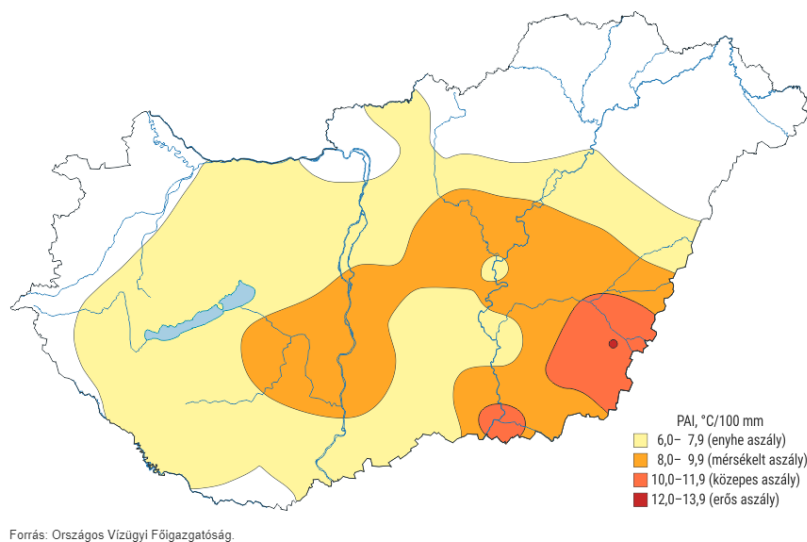 PAI, °C/100 mm
6,0– 7,9 (enyhe aszály)
8,0– 9,9 (mérsékelt aszály)
10,0–11,9 (közepes aszály)
12,0–13,9 (erős aszály)
Forrás: Országos Vízügyi Főigazgatóság.